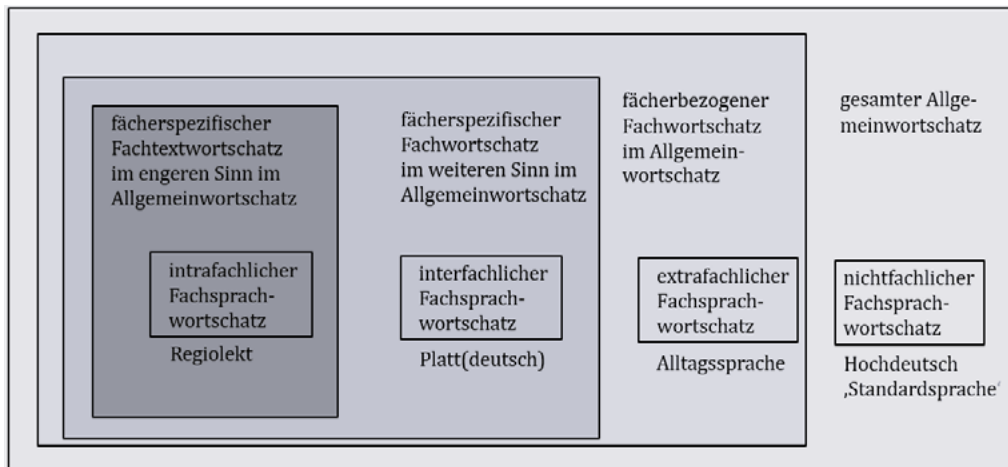 fächerspezifischer
Fachtextwortschatz
im engeren Sinn im
Allgemeinwortschatz
intrafachlicher
Fachsprach-
wortschatz
Regiolekt
fächerspezifischer
Fachwortschatz
im weiteren Sinn im
Allgemeinwortschatz
interfachlicher
Fachsprach-
wortschatz
Platt(deutsch)
fächerbezogener
Fachwortschatz
im Allgemein-
wortschatz
extrafachlicher
Fachsprach-
wortschatz
Alltagssprache
gesamter Allge-
meinwortschatz
nichtfachlicher
Fachsprach-
wortschatz
Hochdeutsch
‚Standardsprache‘